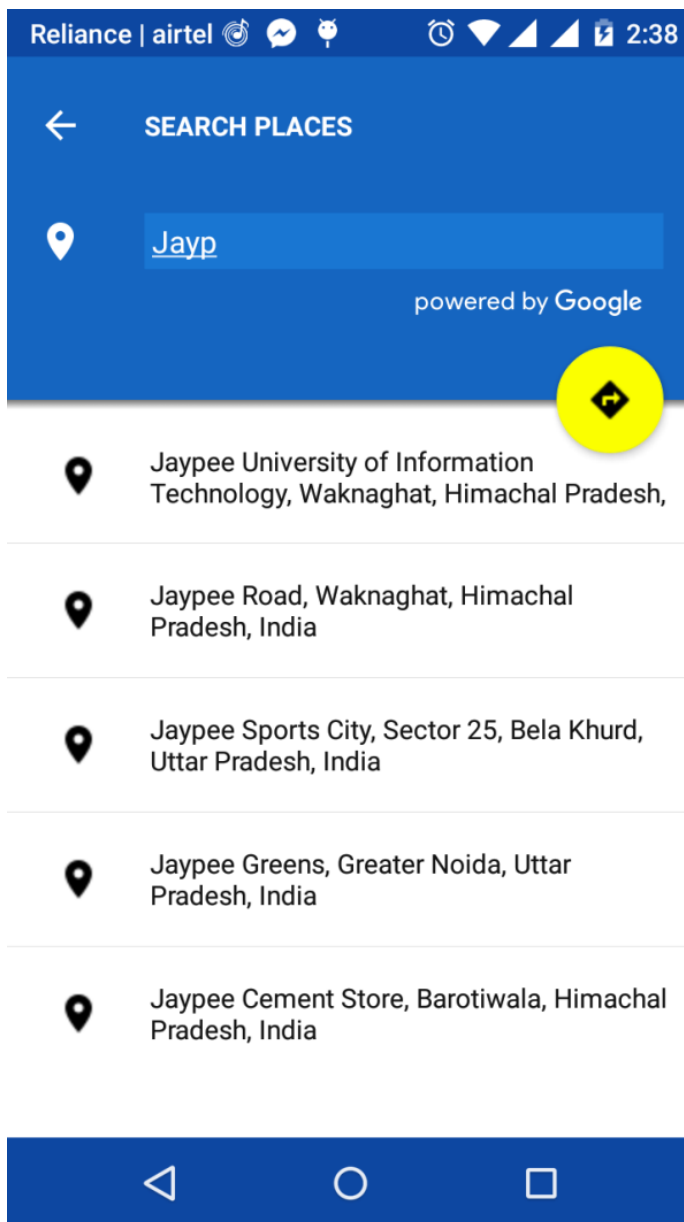 Reliance | airtel 2:38
SEARCH PLACES
Jayp
powered by Google
Jaypee University of Information
Technology, Waknaghat, Himachal Pradesh,
Jaypee Road, Waknaghat, Himachal
Pradesh, India
Jaypee Sports City, Sector 25, Bela Khurd,
Uttar Pradesh, India
Jaypee Greens, Greater Noida, Uttar
Pradesh, India
Jaypee Cement Store, Barotiwala, Himachal
Pradesh, India